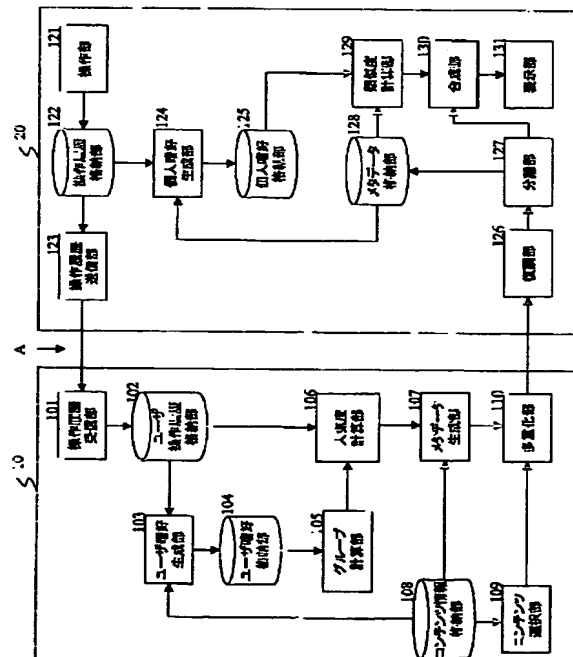 20
121
操作部
122
操作履歴
格納部
123
操作履歴
送信部
124
個人嗜好
生成部
125
個人嗜好
格納部
126
復調部
127
分離部
128
メタデータ
格納部
129
類似度
計算部
130
合成部
131
表示部
A
10
101
操作履歴
受信部
102
ユーザ
操作履歴
格納部
103
ユーザ嗜好
生成部
104
ユーザ嗜好
格納部
105
グループ
計算部
106
人気度
計算部
107
メタデータ
生成部
108
コンテンツ情報
格納部
109
コンテンツ
選択部
110
多重化部